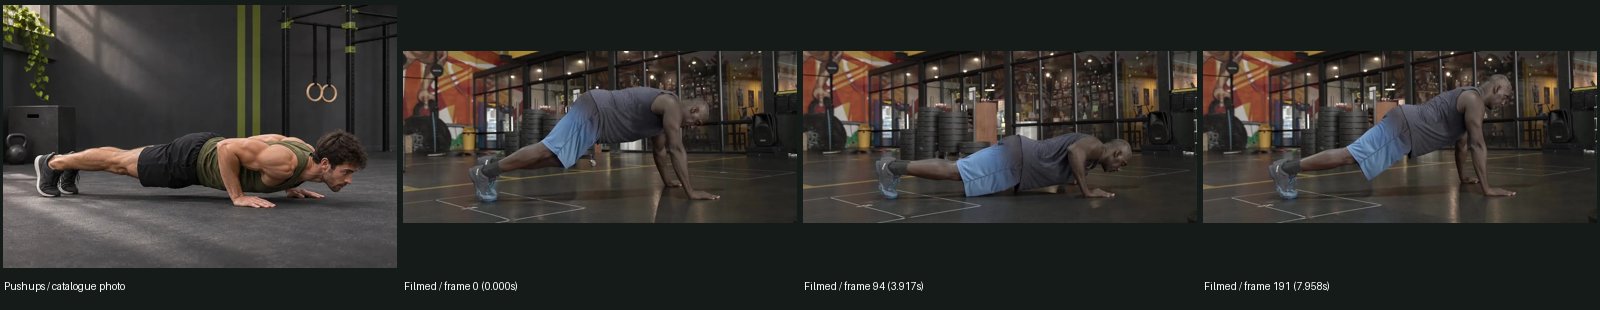 Pushups / catalogue photo
Filmed / frame 0 (0.000s)
Filmed / frame 94 (3.917s)
Filmed / frame 191 (7.958s)